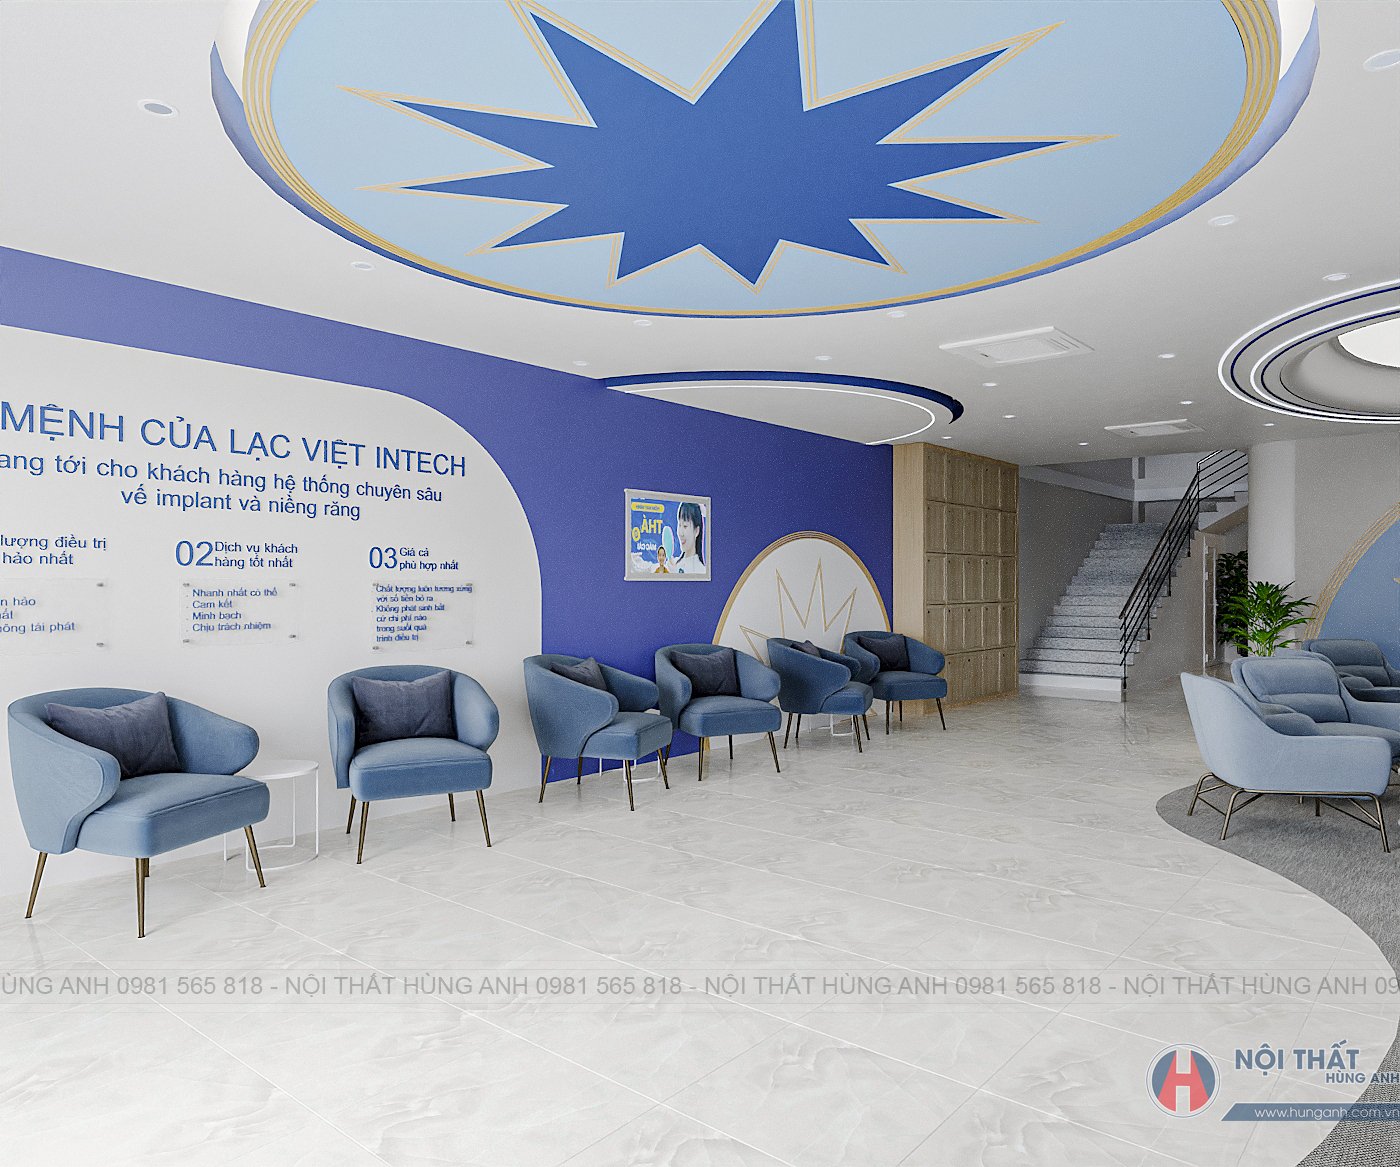 MỆNH CỦA LẠC VIỆT INTECH
ang tới cho khách hàng hệ thống chuyên sâu
về implant và niềng răng
lượng điều trị
hảo nhất
n hảo
ất
ông tái phát
02 Dịch vụ khách
hàng tốt nhất
. Nhanh nhất có thể
. Cam kết
. Minh bạch
. Chịu trách nhiệm
03 Giá cả
phù hợp nhất
. Chất lượng luôn tương xứng
với số tiền bỏ ra
. Không phát sinh bất
cứ chi phí nào
trong suốt quá
trình điều trị
ÙNG ANH 0981 565 818 - NỘI THẤT HÙNG ANH 0981 565 818 - NỘI THẤT HÙNG ANH 0981 565 818 - NỘI THẤT HÙNG ANH 09
NỘI THẤT
HÙNG ANH
www.hunganh.com.vn